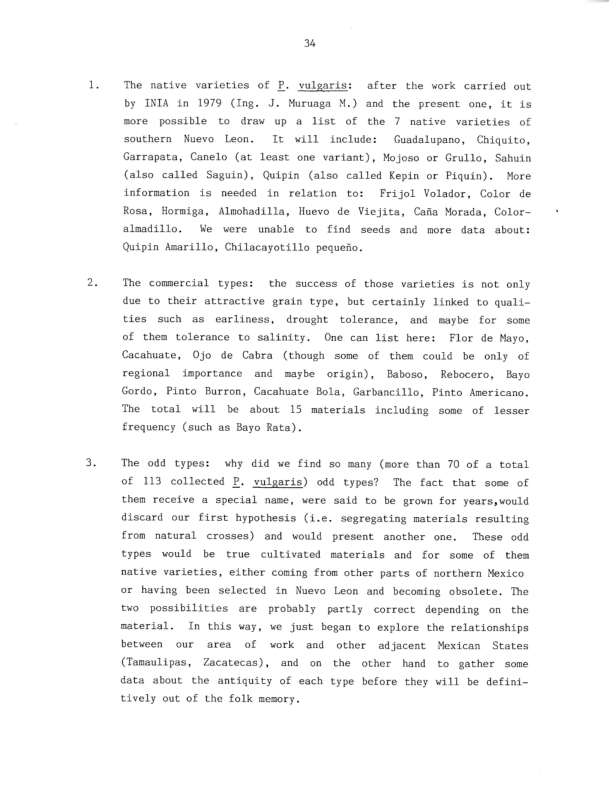 34
1. The native varieties of P. vulgaris: after the work carried out
by INIA in 1979 (Ing. J. Muruaga M.) and the present one, it is
more possible to draw up a list of the 7 native varieties of
southern Nuevo Leon. It will include: Guadalupano, Chiquito,
Garrapata, Canelo (at least one variant), Mojoso or Grullo, Sahuin
(also called Saguin), Quipin (also called Kepin or Piquin). More
information is needed in relation to: Frijol Volador, Color de
Rosa, Hormiga, Almohadilla, Huevo de Viejita, Caña Morada, Color-
almadillo. We were unable to find seeds and more data about:
Quipin Amarillo, Chilacayotillo pequeño.
2. The commercial types: the success of those varieties is not only
due to their attractive grain type, but certainly linked to quali-
ties such as earliness, drought tolerance, and maybe for some
of them tolerance to salinity. One can list here: Flor de Mayo,
Cacahuate, Ojo de Cabra (though some of them could be only of
regional importance and maybe origin), Baboso, Rebocero, Bayo
Gordo, Pinto Burron, Cacahuate Bola, Garbancillo, Pinto Americano.
The total will be about 15 materials including some of lesser
frequency (such as Bayo Rata).
3. The odd types: why did we find so many (more than 70 of a total
of 113 collected P. vulgaris) odd types? The fact that some of
them receive a special name, were said to be grown for years,would
discard our first hypothesis (i.e. segregating materials resulting
from natural crosses) and would present another one. These odd
types would be true cultivated materials and for some of them
native varieties, either coming from other parts of northern Mexico
or having been selected in Nuevo Leon and becoming obsolete. The
two possibilities are probably partly correct depending on the
material. In this way, we just began to explore the relationships
between our area of work and other adjacent Mexican States
(Tamaulipas, Zacatecas), and on the other hand to gather some
data about the antiquity of each type before they will be defini-
tively out of the folk memory.